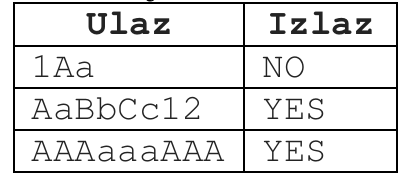 Ulaz Izlaz
1Aa NO
AaBbCc12 YES
AAAaaaAAA YES